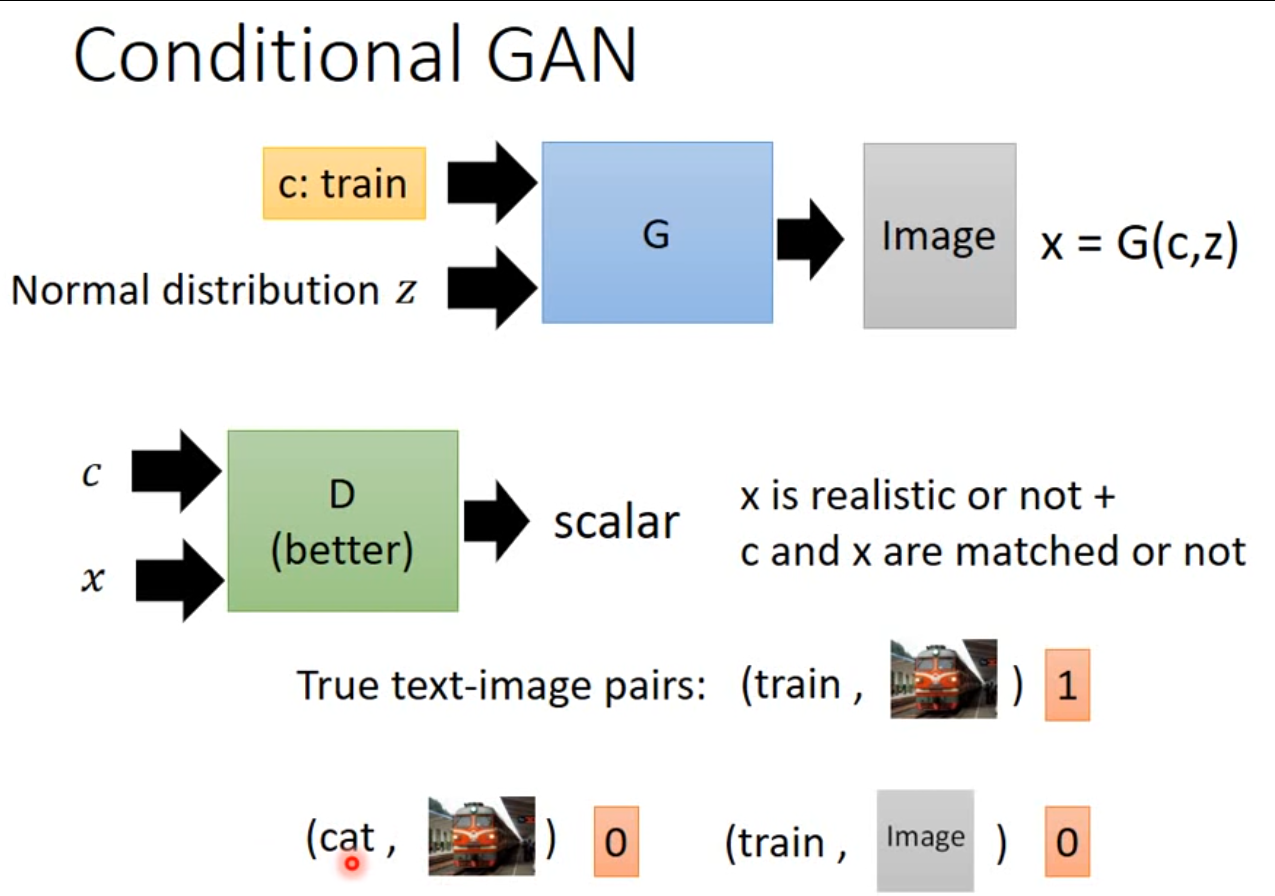 Conditional GAN
c: train
G
Image
x = G(c,z)
Normal distribution z
c
D
(better)
x
scalar
x is realistic or not +
c and x are matched or not
True text-image pairs: (train , ) 1
(cat , ) 0
(train , Image ) 0